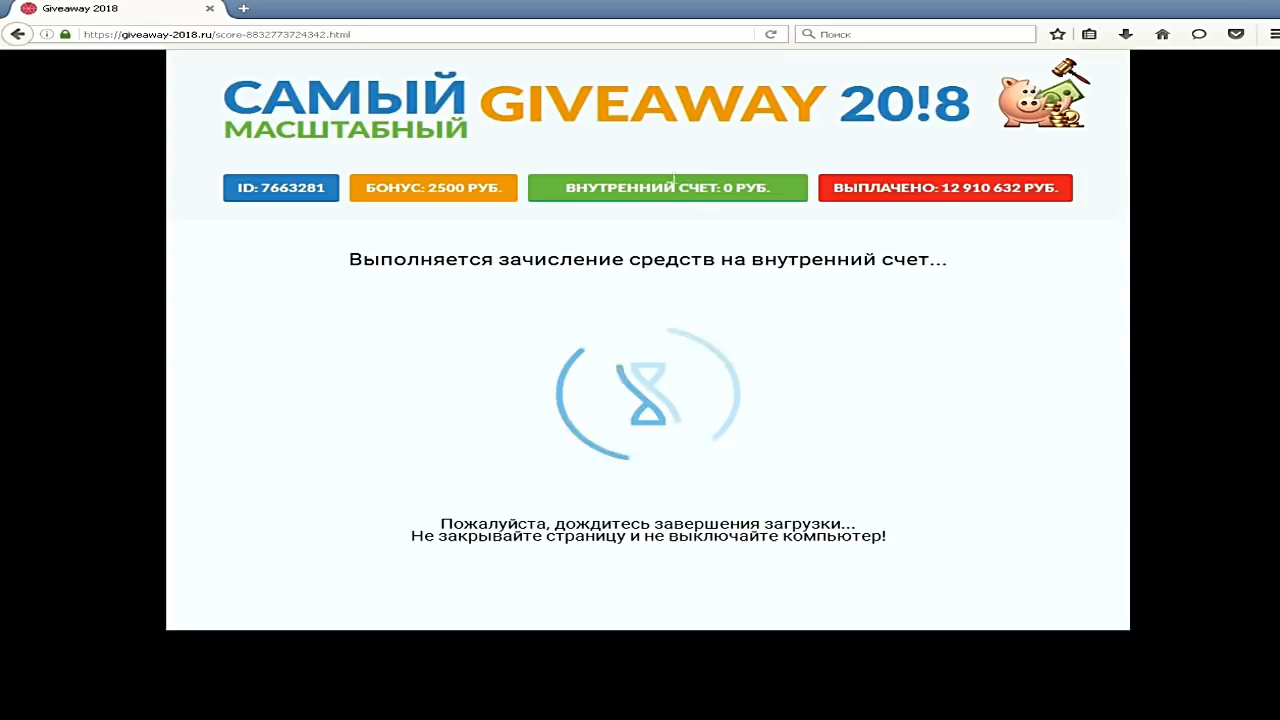 Giveaway 2018
https://giveaway-2018.ru/score-8832773724342.html
Поиск
САМЫЙ
МАСШТАБНЫЙ
GIVEAWAY 20!8
ID: 7663281
БОНУС: 2500 РУБ.
ВНУТРЕННИЙ СЧЕТ: 0 РУБ.
ВЫПЛАЧЕНО: 12 910 632 РУБ.
Выполняется зачисление средств на внутренний счет...
Пожалуйста, дождитесь завершения загрузки...
Не закрывайте страницу и не выключайте компьютер!